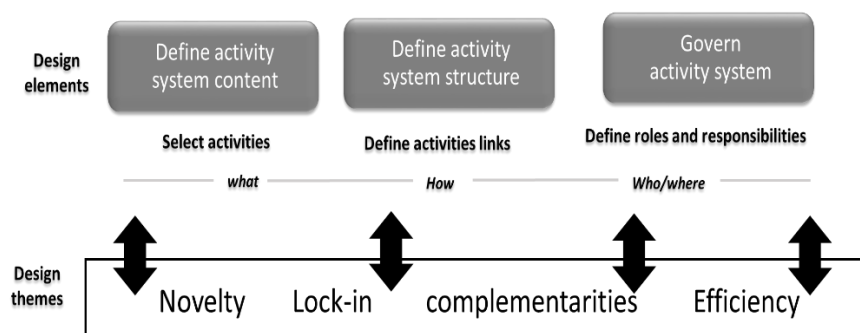 Design
elements
Define activity
system content
Define activity
system structure
Govern
activity system
Select activities
Define activities links
Define roles and responsibilities
what
How
Who/where
Design
themes
Novelty
Lock-in
complementarities
Efficiency